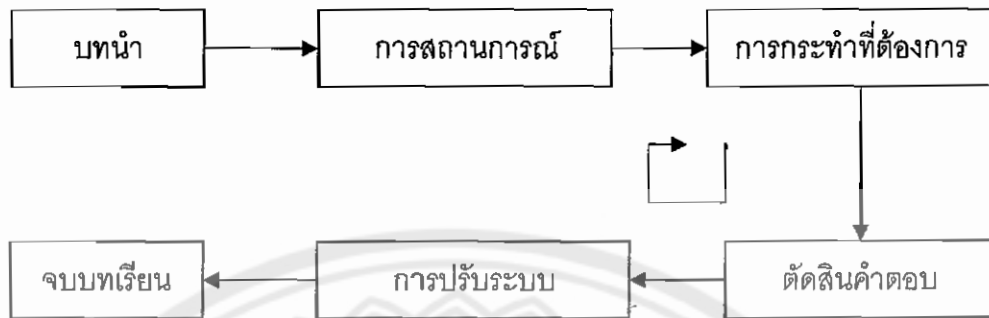 บทนำ
การสถานการณ์
การกระทำที่ต้องการ
ตัดสินคำตอบ
การปรับระบบ
จบบทเรียน